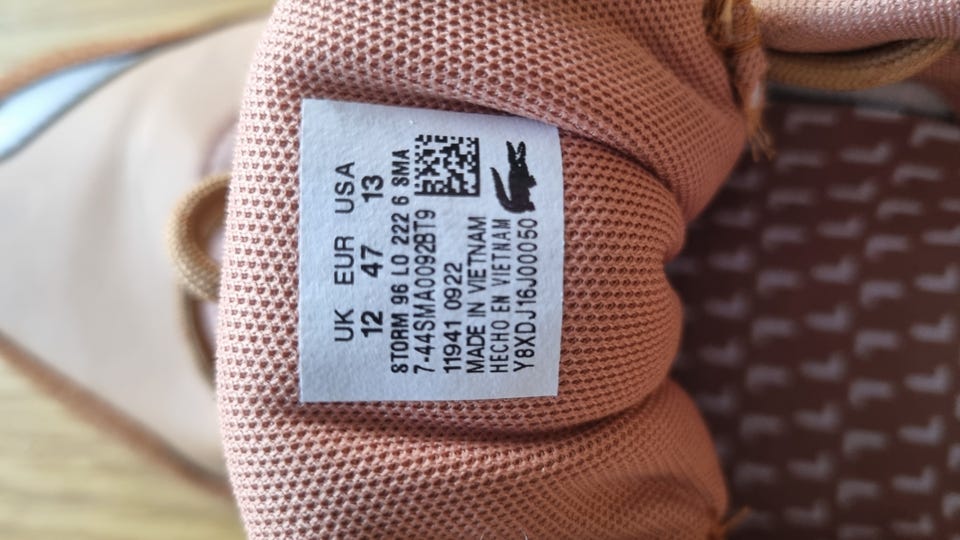 UK EUR USA
12 47 13
STORM 96 LO 222 6 SMA
7-44SMA0092BT9
11941 0922
MADE IN VIETNAM
HECHO EN VIETNAM
Y8XDJ16J00050